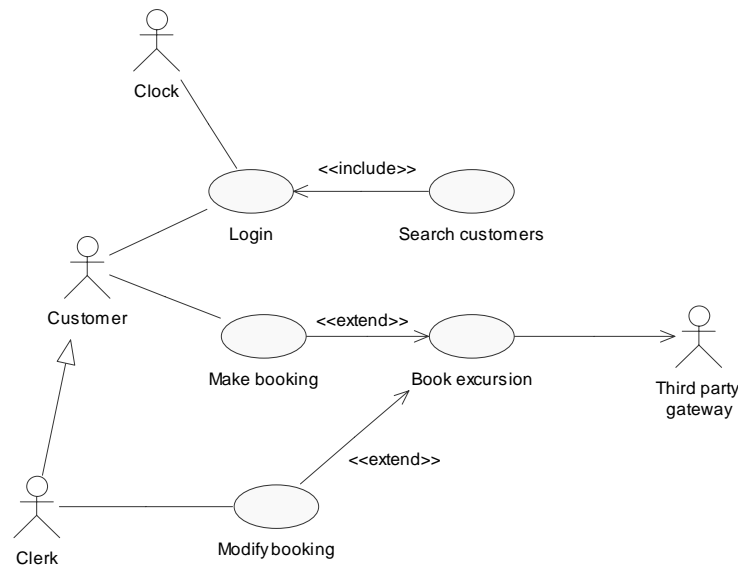 Clock
<<include>>
Login
Search customers
Customer
<<extend>>
Make booking
Book excursion
Third party
gateway
<<extend>>
Modify booking
Clerk